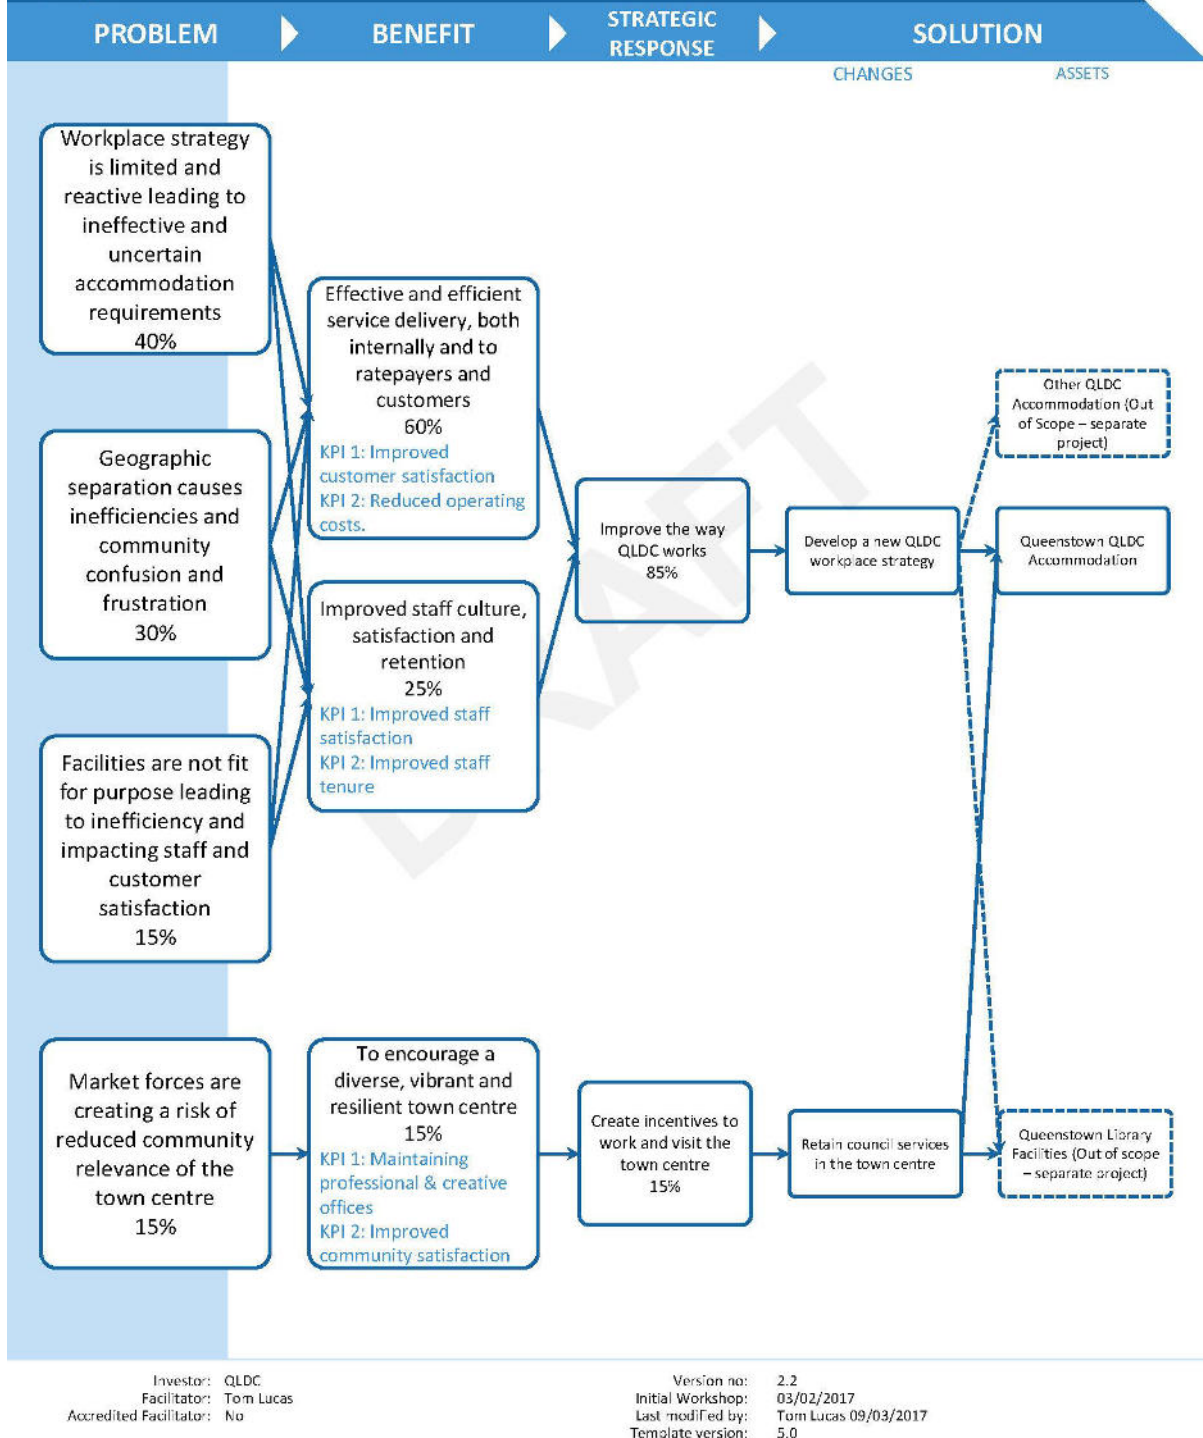 PROBLEM
BENEFIT
STRATEGIC
RESPONSE
SOLUTION
CHANGES
ASSETS
Workplace strategy
is limited and
reactive leading to
ineffective and
uncertain
accommodation
requirements
40%
Geographic
separation causes
inefficiencies and
community
confusion and
frustration
30%
Facilities are not fit
for purpose leading
to inefficiency and
impacting staff and
customer
satisfaction
15%
Market forces are
creating a risk of
reduced community
relevance of the
town centre
15%
Effective and efficient
service delivery, both
internally and to
ratepayers and
customers
60%
KPI 1: Improved
customer satisfaction
KPI 2: Reduced operating
costs.
Improved staff culture,
satisfaction and
retention
25%
KPI 1: Improved staff
satisfaction
KPI 2: Improved staff
tenure
To encourage a
diverse, vibrant and
resilient town centre
15%
KPI 1: Maintaining
professional & creative
offices
KPI 2: Improved
community satisfaction
Improve the way
QLDC works
85%
Create incentives to
work and visit the
town centre
15%
Develop a new QLDC
workplace strategy
Retain council services
in the town centre
Other QLDC
Accommodation (Out
of Scope – separate
project)
Queenstown QLDC
Accommodation
Queenstown Library
Facilities (Out of scope
– separate project)
DRAFT
Investor: QLDC
Facilitator: Tom Lucas
Accredited Facilitator: No
Version no: 2.2
Initial Workshop: 03/02/2017
Last modified by: Tom Lucas 09/03/2017
Template version: 5.0